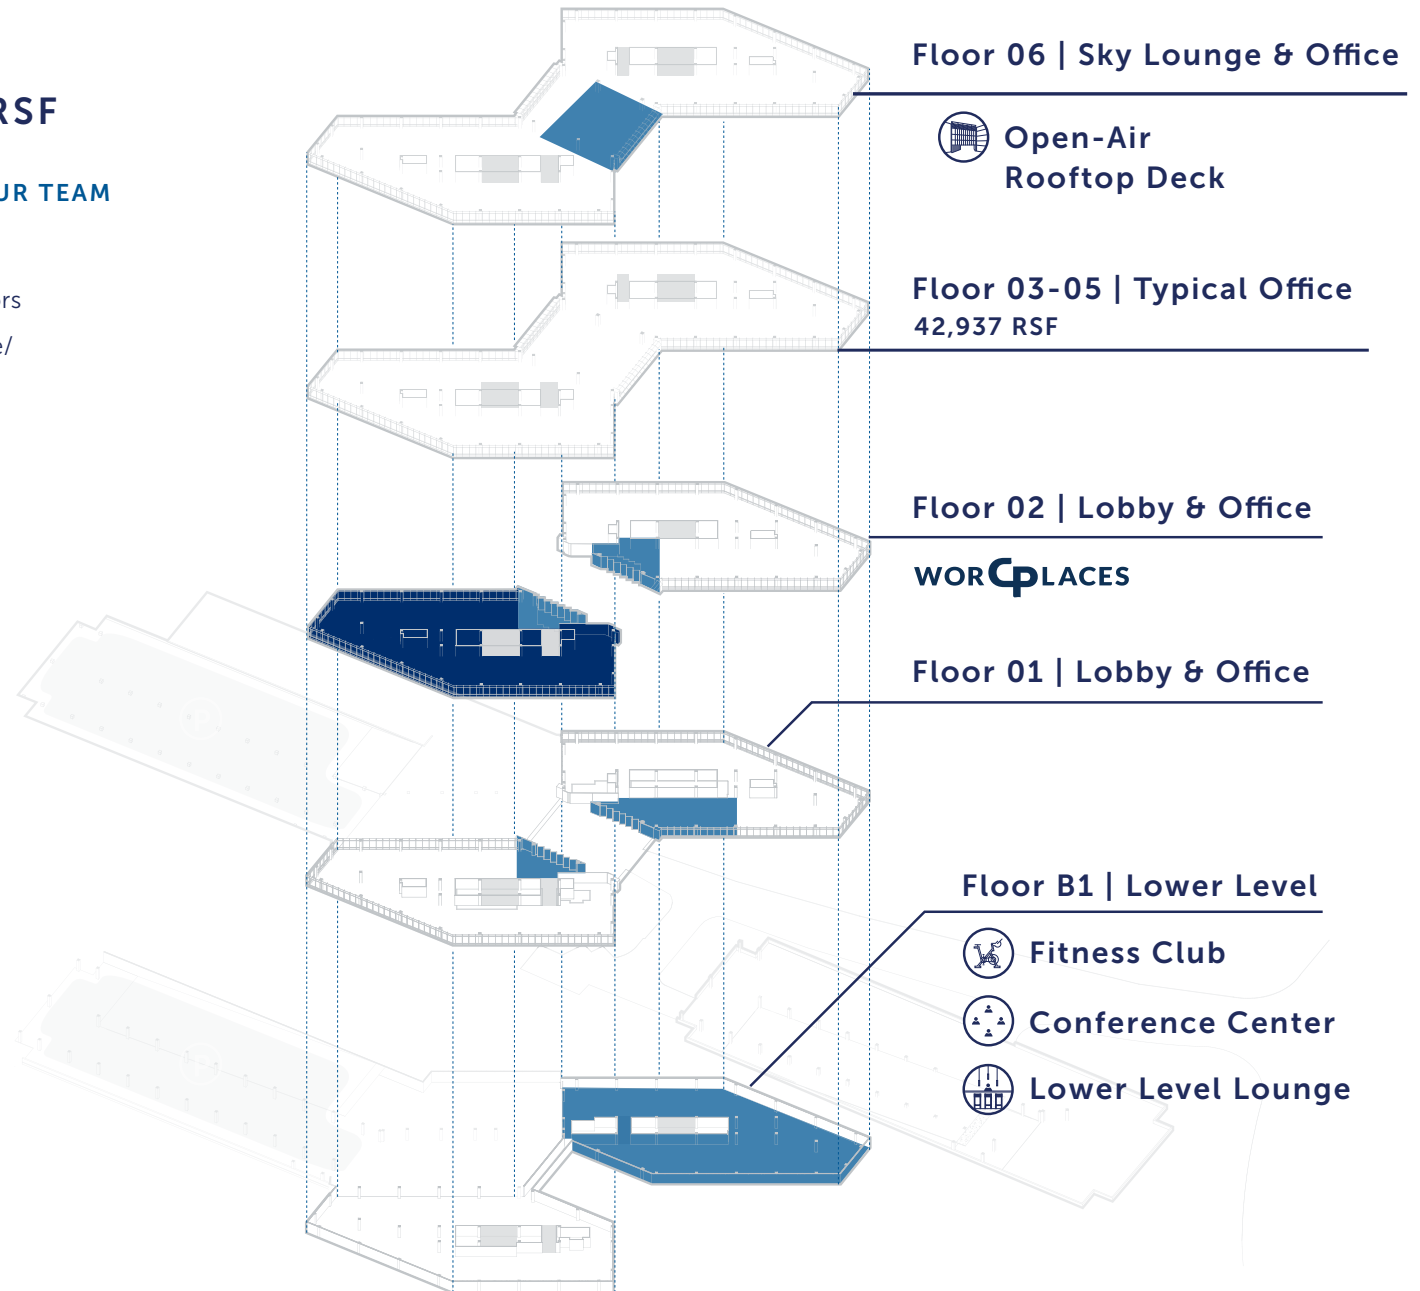 RSF
UR TEAM
rs
e/
Floor 06 | Sky Lounge & Office
Open-Air
Rooftop Deck
Floor 03-05 | Typical Office
42,937 RSF
Floor 02 | Lobby & Office
WORCPLACES
Floor 01 | Lobby & Office
Floor B1 | Lower Level
Fitness Club
Conference Center
Lower Level Lounge